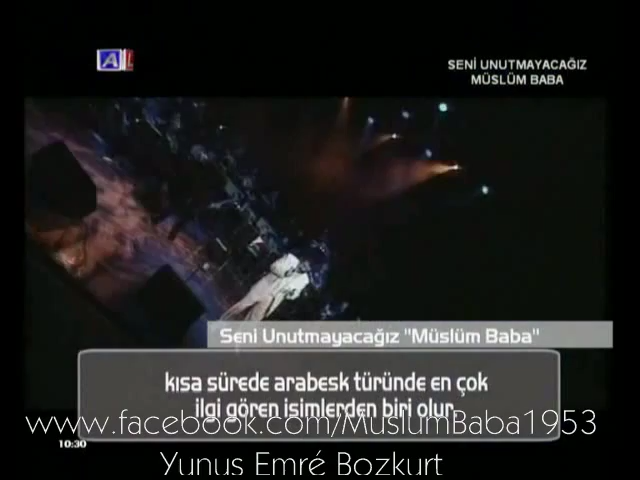 A
SENİ UNUTMAYACAĞIZ
MÜSLÜM BABA
Seni Unutmayacağız "Müslüm Baba"
kısa sürede arabesk türünde en çok
ilgi gören isimlerden biri olur.
www.facebook.com/MuslumBaba1953
10:30
Yunus Emré Bozkurt